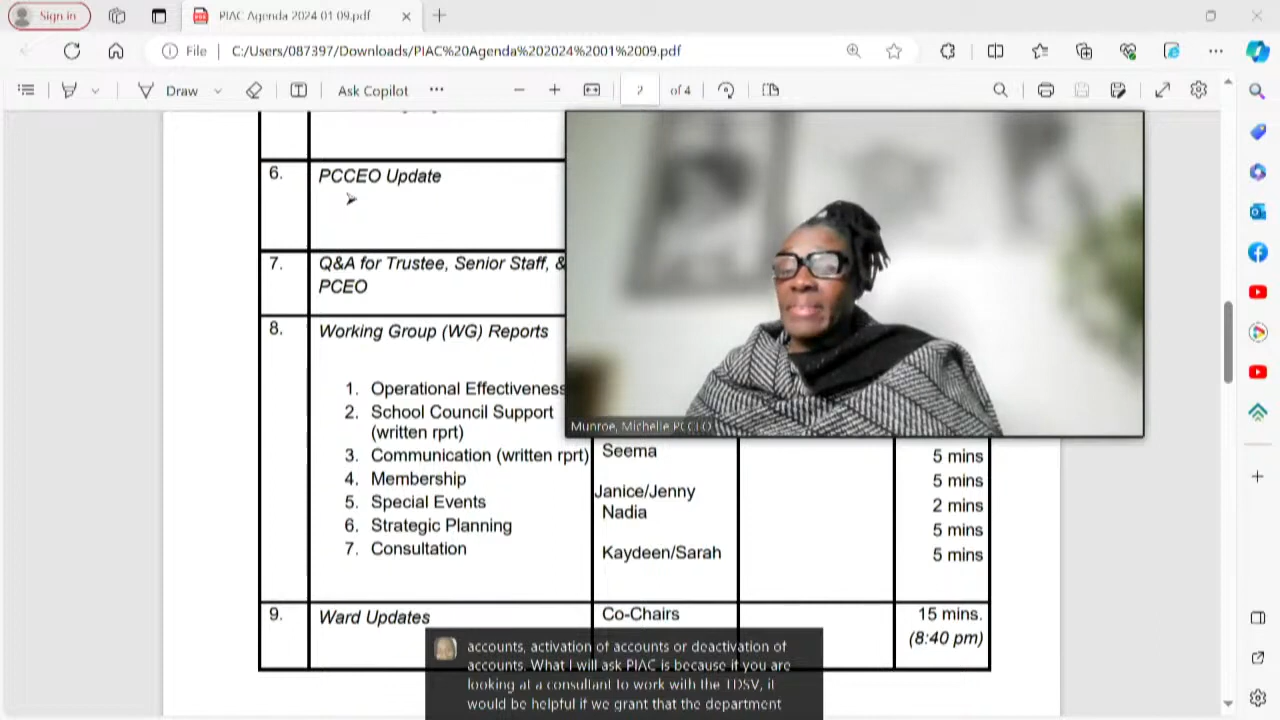 Sign in
PIAC Agenda 2024 01 09.pdf
File
C:/Users/087397/Downloads/PIAC%20Agenda%202024%2001%2009.pdf
Draw
Ask Copilot
2 of 4
6. PCCEO Update
7. Q&A for Trustee, Senior Staff, &
PCEO
8. Working Group (WG) Reports
1. Operational Effectiveness
2. School Council Support
(written rprt)
3. Communication (written rprt)
4. Membership
5. Special Events
6. Strategic Planning
7. Consultation
Munroe, Michelle PCCEO
Seema
Janice/Jenny
Nadia
Kaydeen/Sarah
5 mins
5 mins
2 mins
5 mins
5 mins
9. Ward Updates
Co-Chairs
15 mins.
(8:40 pm)
accounts, activation of accounts or deactivation of
accounts. What I will ask PIAC is because if you are
looking at a consultant to work with the TDSV, it
would be helpful if we grant that the department